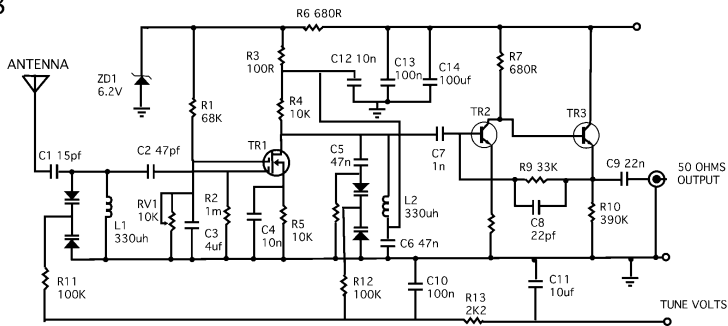 3
R6 680R
ANTENNA
ZD1
6.2V
R3
100R
C12 10n
C13
100n
C14
100uf
R7
680R
R1
68K
R4
10K
TR1
TR2
TR3
C1 15pf
C2 47pf
C5
47n
C7
1n
R9 33K
C9 22n
50 OHMS
OUTPUT
RV1
10K
R2
1m
L1
330uh
C3
4uf
C4
10n
R5
10K
L2
330uh
C6 47n
C8
22pf
R10
390K
R11
100K
R12
100K
C10
100n
R13
2K2
C11
10uf
TUNE VOLTS